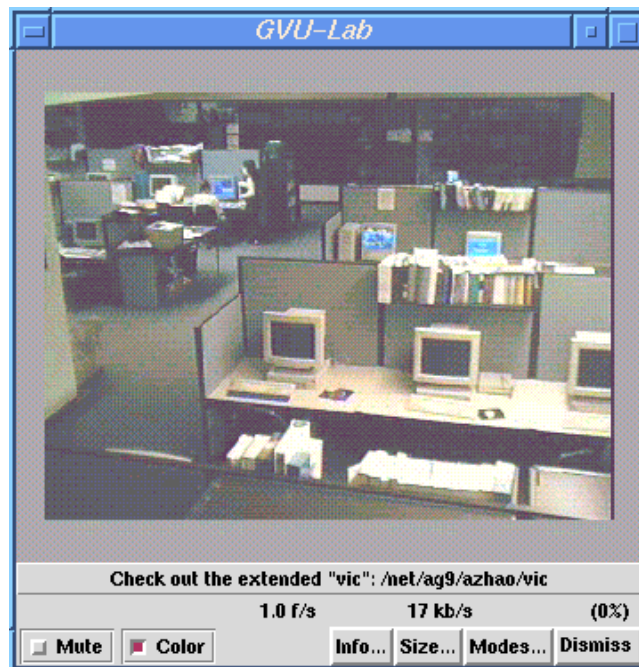 GVU-Lab
Check out the extended "vic": /net/ag9/azhao/vic
1.0 f/s 17 kb/s (0%)
Mute Color Info... Size... Modes... Dismiss